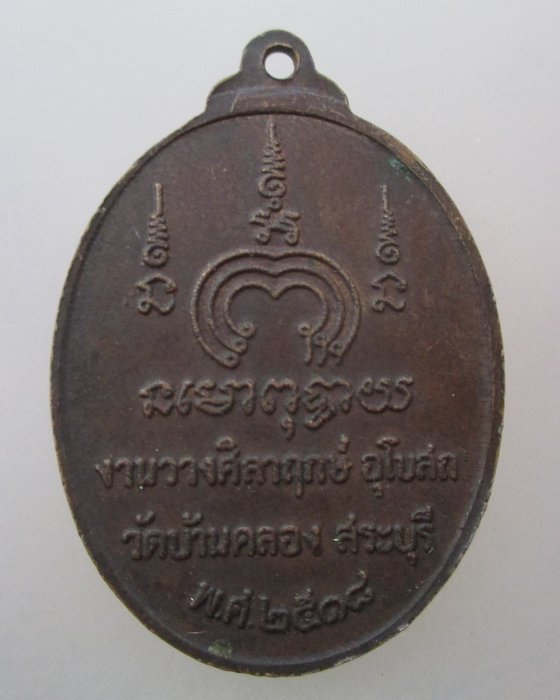 งานวางศิลาฤกษ์ อุโบสถ
วัดบ้านคลอง สระบุรี
พ.ศ. ๒๕๑๘